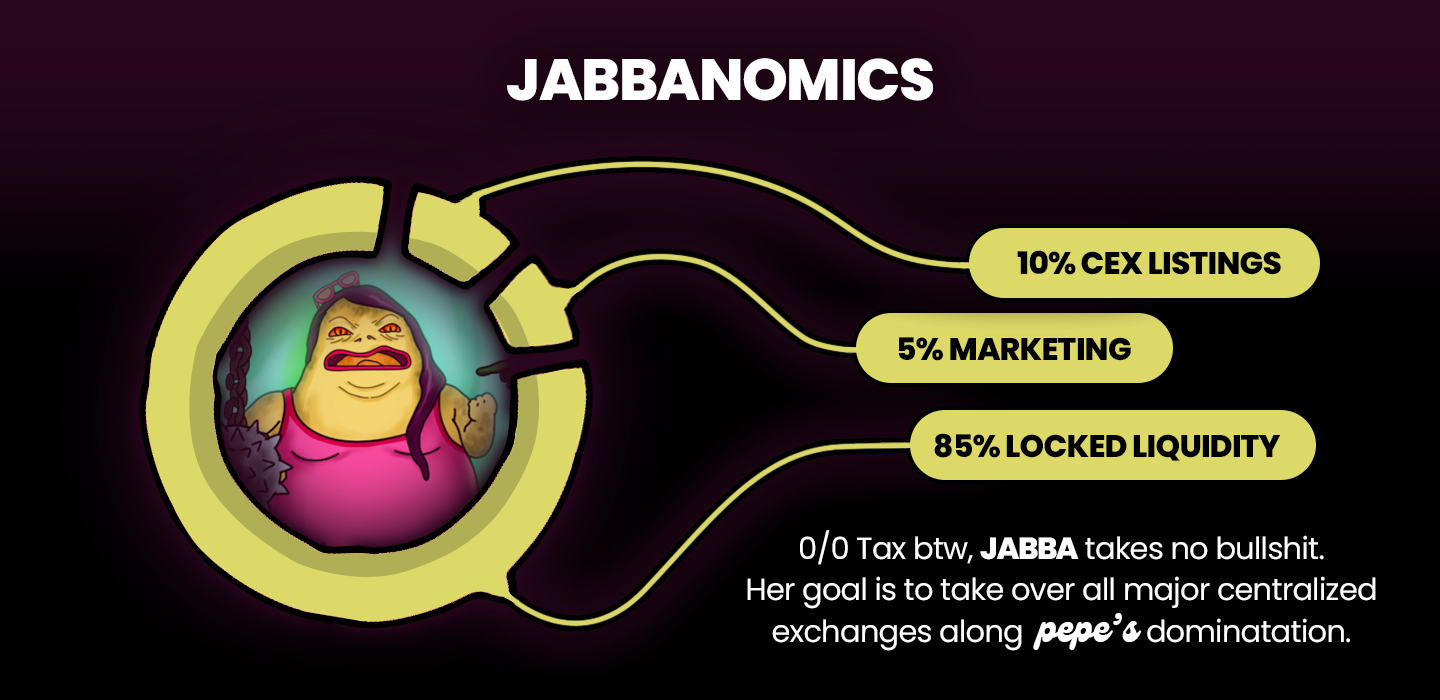 JABBANOMICS
10% CEX LISTINGS
5% MARKETING
85% LOCKED LIQUIDITY
0/0 Tax btw, JABBA takes no bullshit.
Her goal is to take over all major centralized
exchanges along pepe's dominatation.